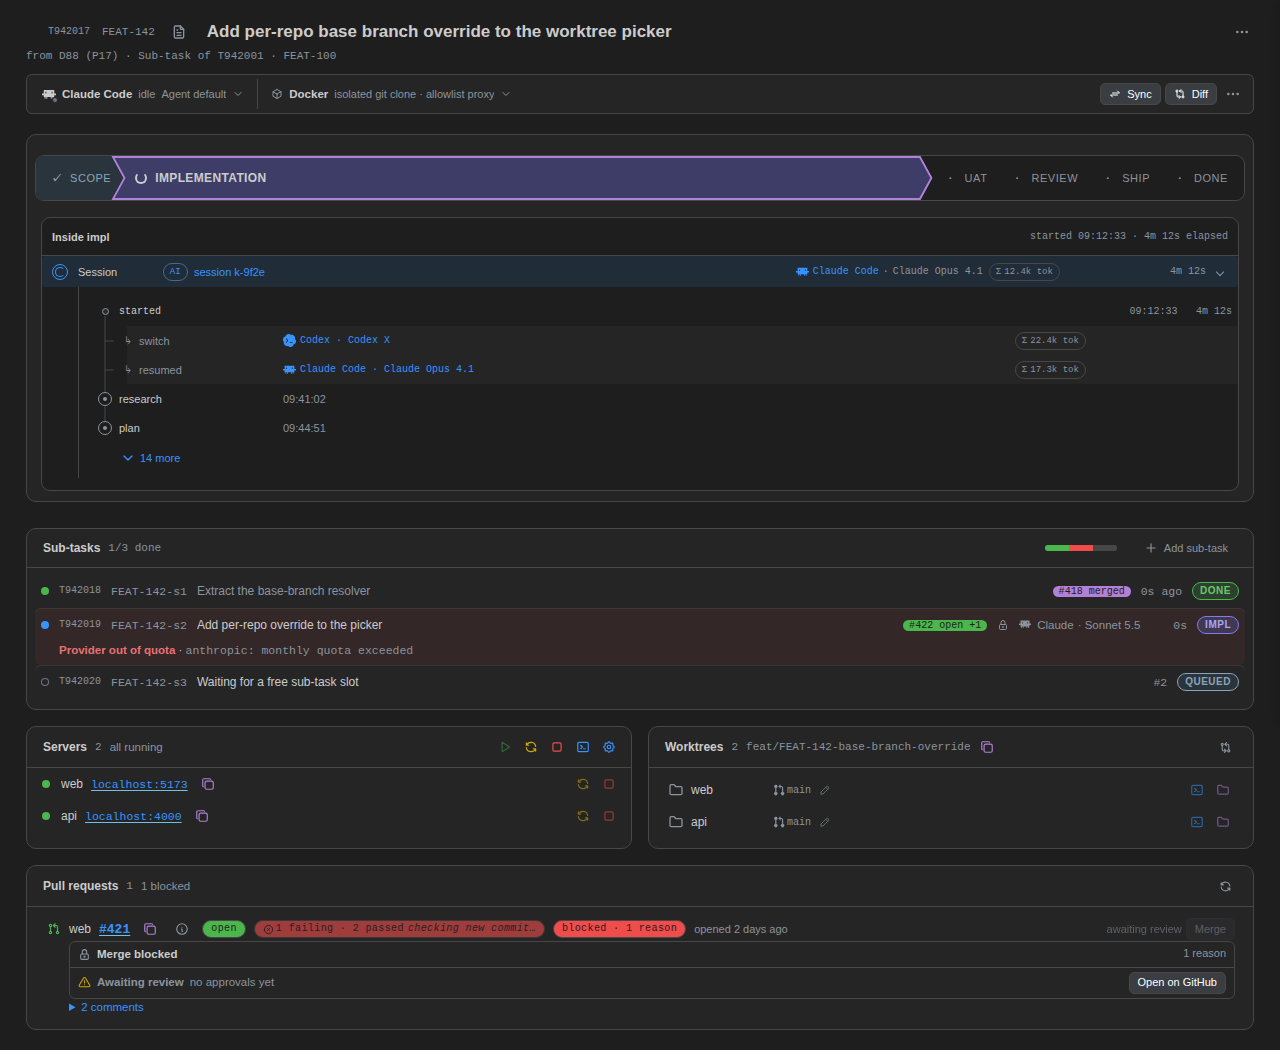 T942017 FEAT-142 Add per-repo base branch override to the worktree picker
from D88 (P17) · Sub-task of T942001 · FEAT-100
Claude Code idle Agent default Docker isolated git clone · allowlist proxy Sync Diff
SCOPE IMPLEMENTATION · UAT · REVIEW · SHIP · DONE
Inside impl started 09:12:33 · 4m 12s elapsed
Session AI session k-9f2e Claude Code · Claude Opus 4.1 Σ 12.4k tok 4m 12s
started 09:12:33 4m 12s
↳ switch Codex · Codex X Σ 22.4k tok
↳ resumed Claude Code · Claude Opus 4.1 Σ 17.3k tok
research 09:41:02
plan 09:44:51
14 more
Sub-tasks 1/3 done Add sub-task
T942018 FEAT-142-s1 Extract the base-branch resolver #418 merged 0s ago DONE
T942019 FEAT-142-s2 Add per-repo override to the picker #422 open +1 Claude · Sonnet 5.5 0s IMPL
Provider out of quota · anthropic: monthly quota exceeded
T942020 FEAT-142-s3 Waiting for a free sub-task slot #2 QUEUED
Servers 2 all running
web localhost:5173
api localhost:4000
Worktrees 2 feat/FEAT-142-base-branch-override
web main
api main
Pull requests 1 1 blocked
web #421 open 1 failing · 2 passed checking new commit… blocked · 1 reason opened 2 days ago awaiting review Merge
Merge blocked 1 reason
Awaiting review no approvals yet Open on GitHub
2 comments